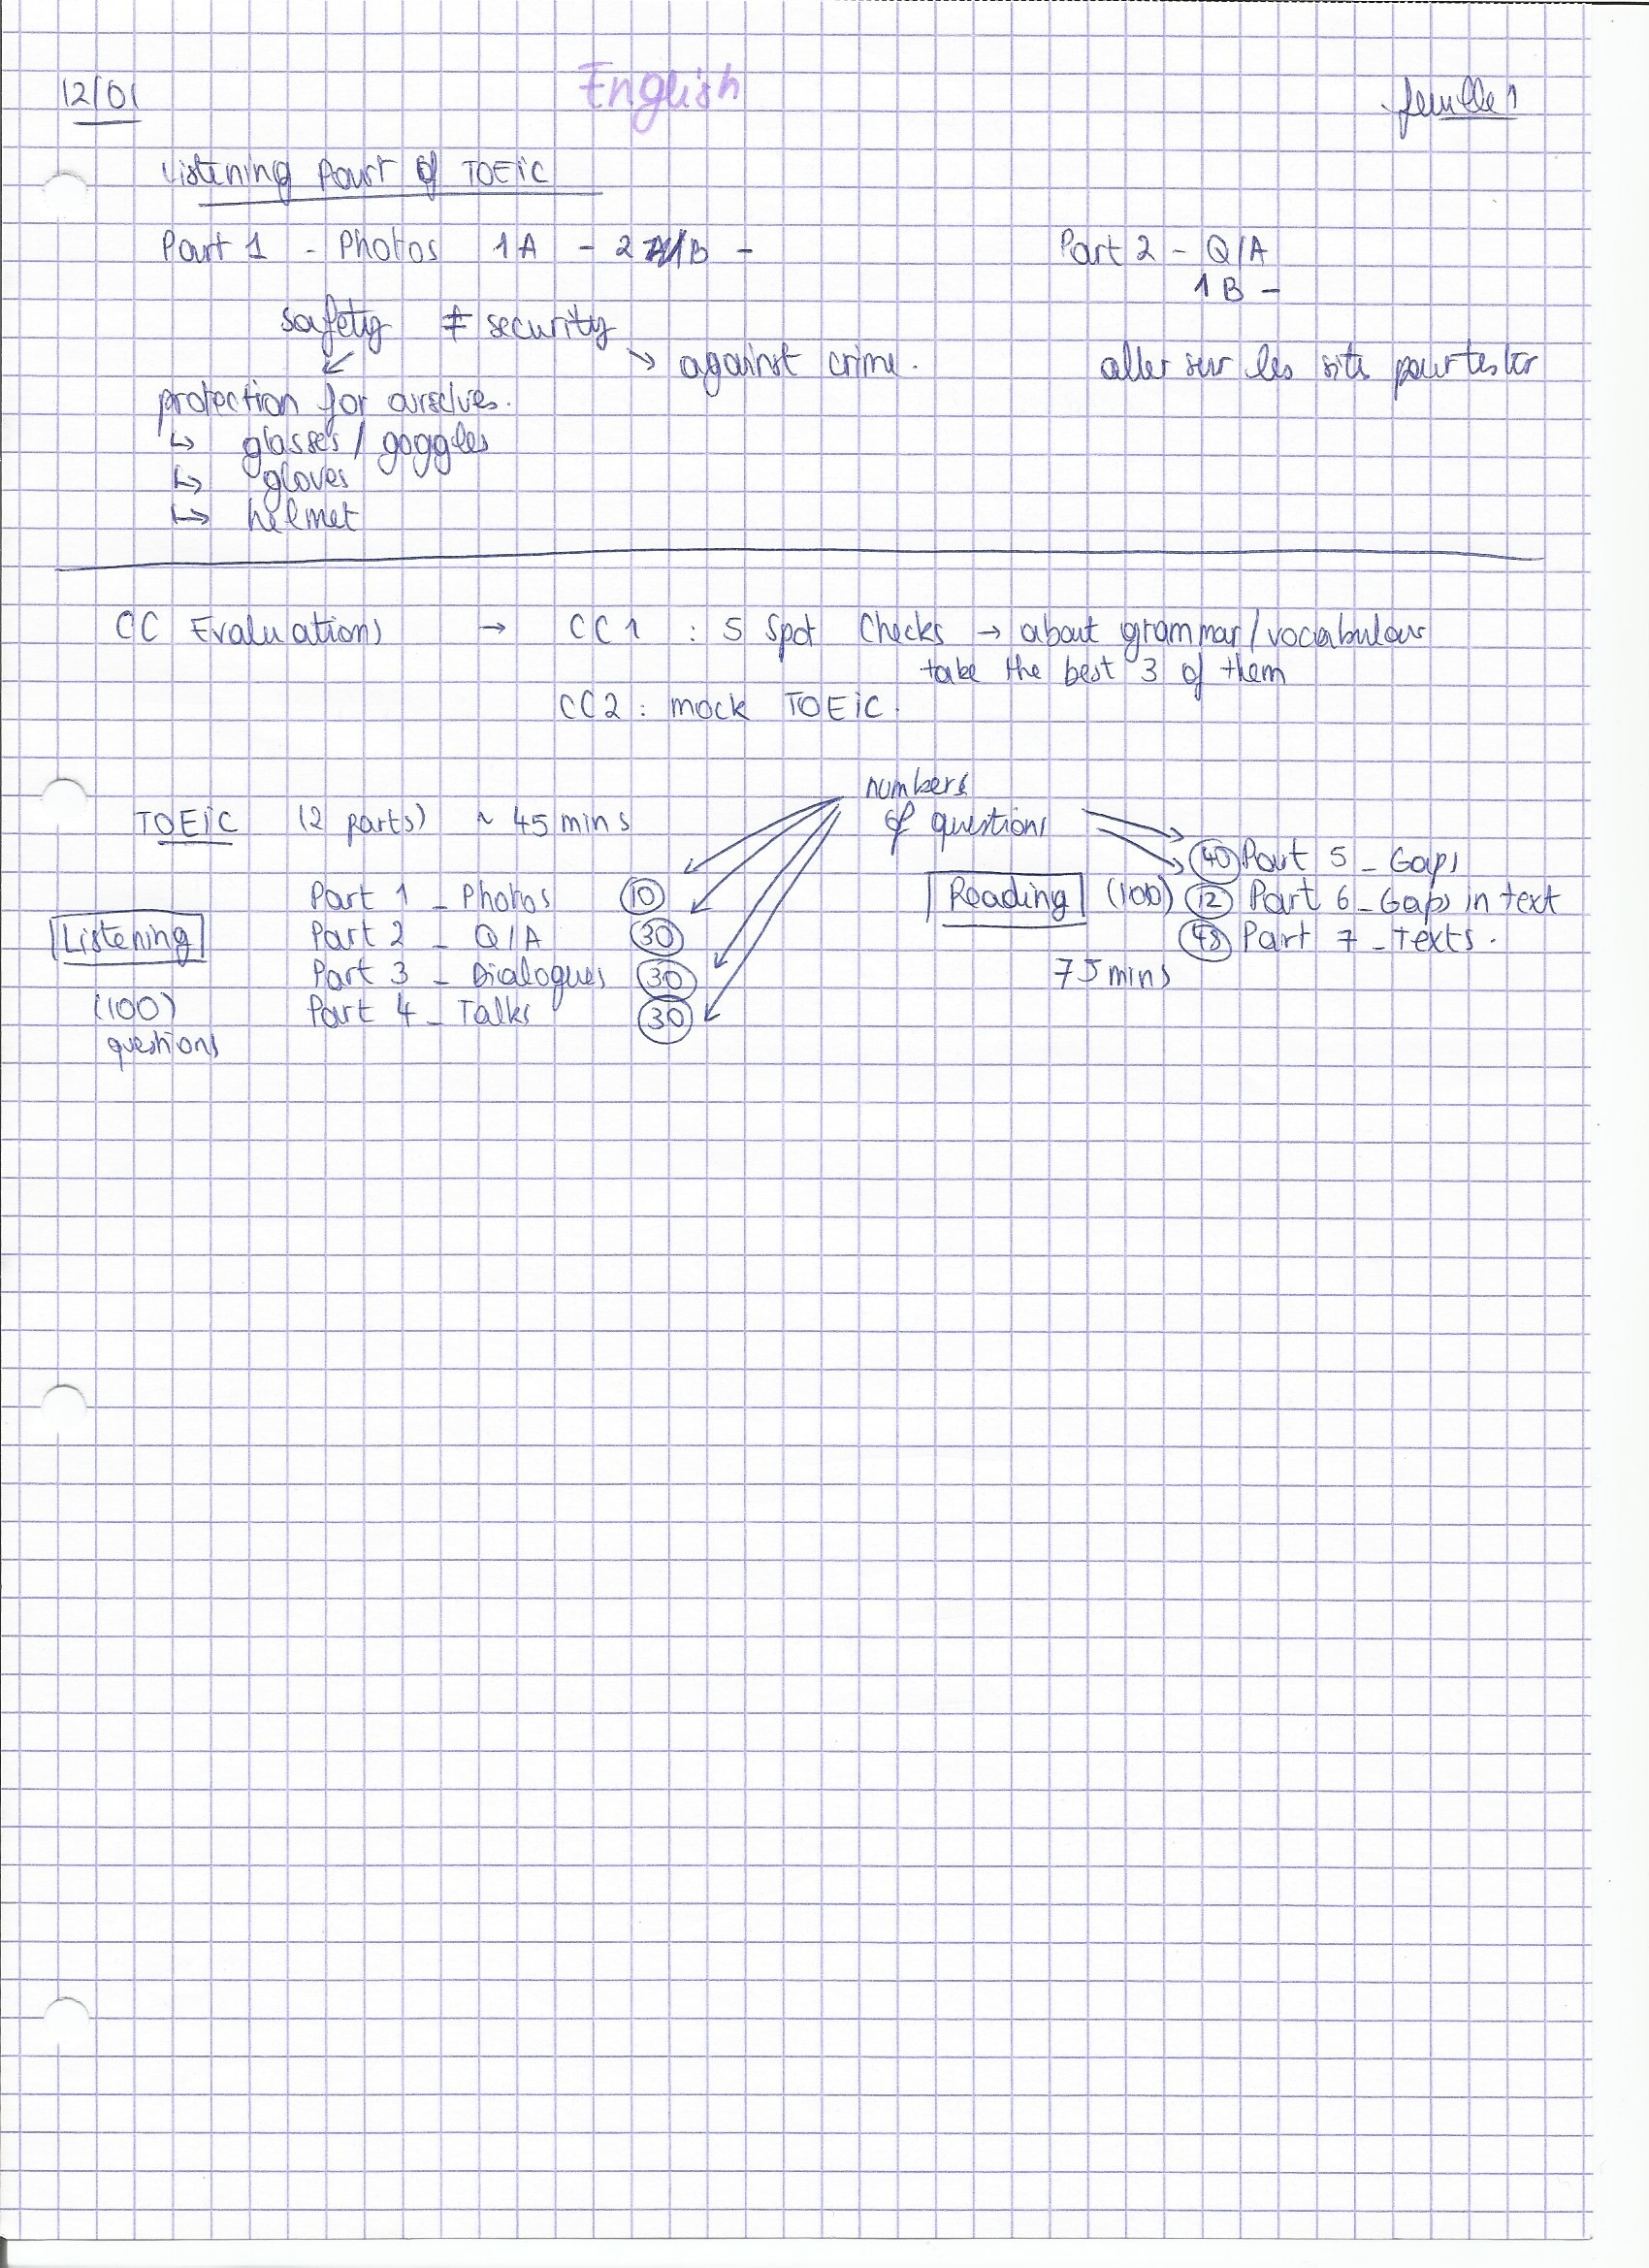 12/01 English feuille 1
Listening Part of TOEIC
Part 1 - Photos 1A - 2 B - Part 2 - Q/A
1B -
safety ≠ security
↘ against crime. aller sur les site pour tester
protection for ourselves.
↳ glasses / goggles
↳ gloves
↳ helmet
CC Evaluations → CC1 : 5 Spot Checks → about grammar/vocabulary
take the best 3 of them
CC2 : mock TOEIC.
numbers
TOEIC (2 parts) ~ 45 mins of questions
40 Part 5 - Gaps
Part 1 - Photos 10 Reading (100) 12 Part 6 - Gaps in text
Listening Part 2 - Q/A 30 48 Part 7 - Texts.
Part 3 - Dialogues 30 75 mins
(100) Part 4 - Talks 30
questions